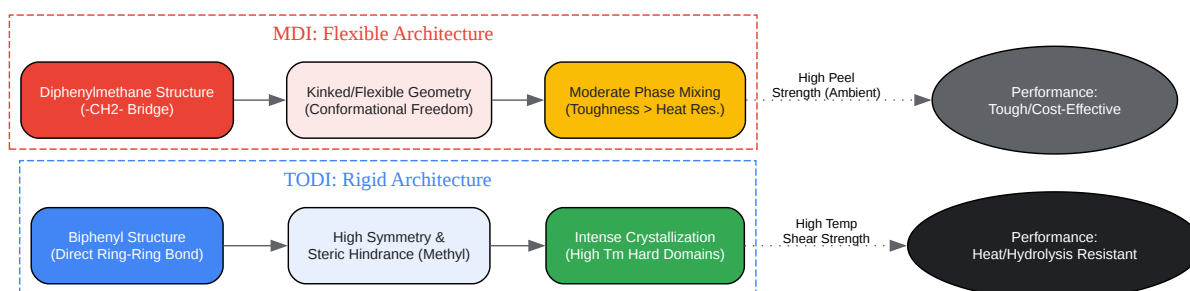 MDI: Flexible Architecture
Diphenylmethane Structure
(-CH2- Bridge)
Kinked/Flexible Geometry
(Conformational Freedom)
Moderate Phase Mixing
(Toughness > Heat Res.)
High Peel
Strength (Ambient)
Performance:
Tough/Cost-Effective
TODI: Rigid Architecture
Biphenyl Structure
(Direct Ring-Ring Bond)
High Symmetry &
Steric Hindrance (Methyl)
Intense Crystallization
(High Tm Hard Domains)
High Temp
Shear Strength
Performance:
Heat/Hydrolysis Resistant